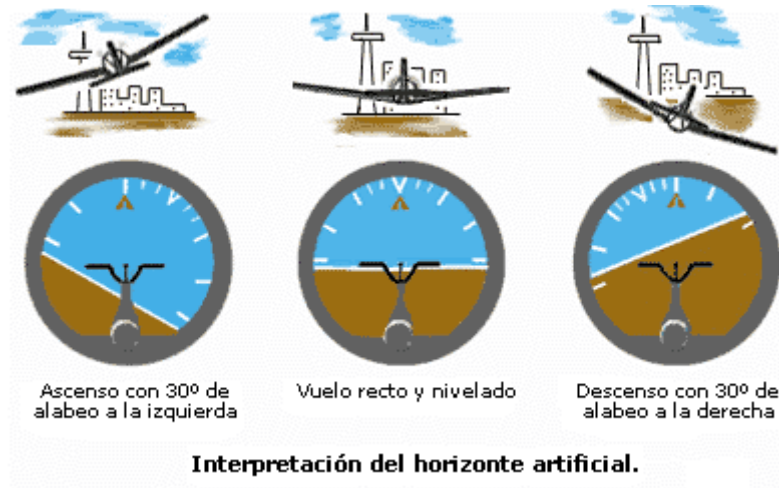 Ascenso con 30º de
alabeo a la izquierda
Vuelo recto y nivelado
Descenso con 30º de
alabeo a la derecha
Interpretación del horizonte artificial.